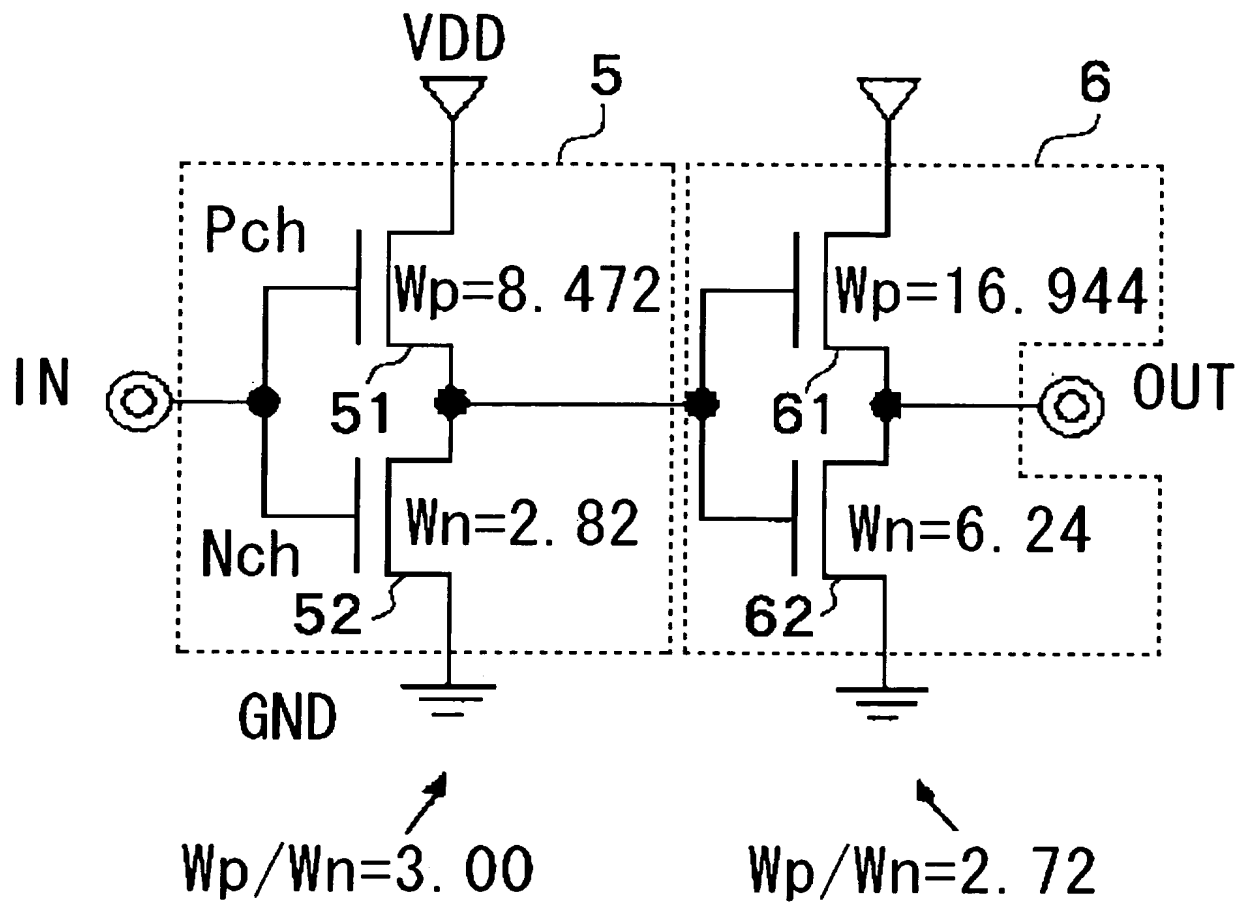 VDD
5
6
Pch
Wp=8.472
Wp=16.944
IN
51
61
OUT
Wn=2.82
Wn=6.24
Nch
52
62
GND
Wp/Wn=3.00
Wp/Wn=2.72